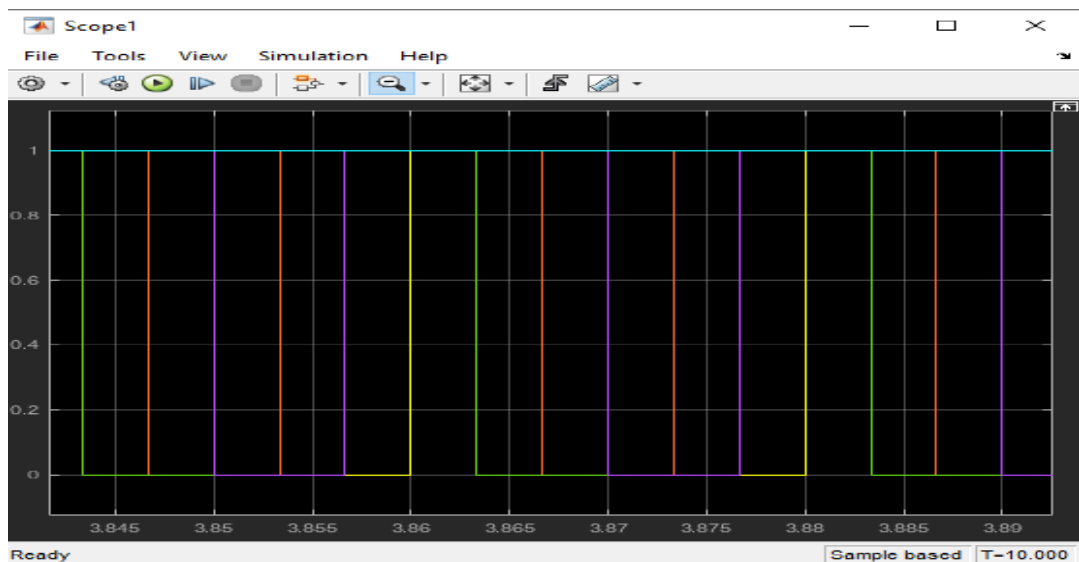 Scope1
File Tools View Simulation Help
1
0.8
0.6
0.4
0.2
0
3.845 3.85 3.855 3.86 3.865 3.87 3.875 3.88 3.885 3.89
Ready Sample based T=10.000